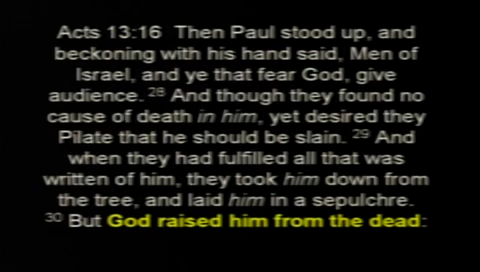 Acts 13:16 Then Paul stood up, and
beckoning with his hand said, Men of
Israel, and ye that fear God, give
audience. 28 And though they found no
cause of death in him, yet desired they
Pilate that he should be slain. 29 And
when they had fulfilled all that was
written of him, they took him down from
the tree, and laid him in a sepulchre.
30 But God raised him from the dead: